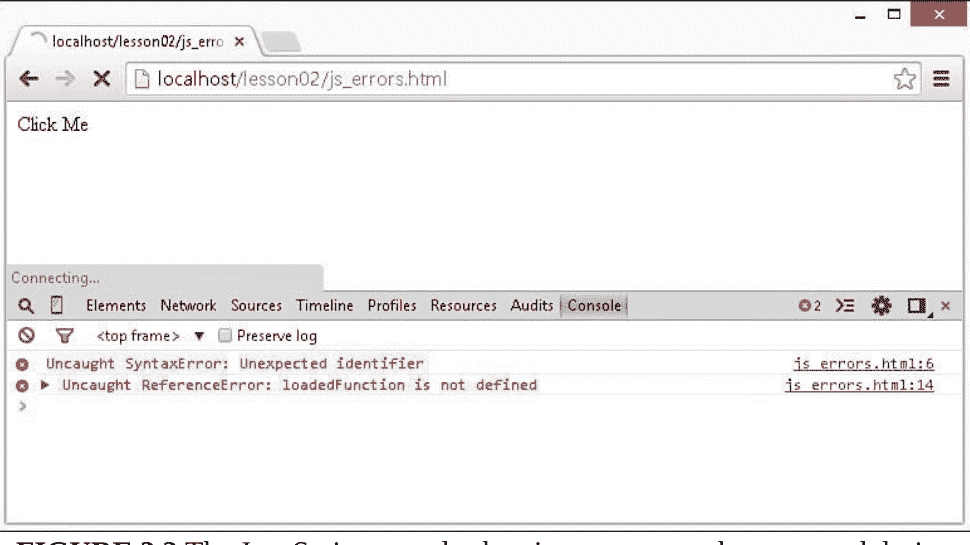 localhost/lesson02/js_erro
localhost/lesson02/js_errors.html
Click Me
Connecting...
Elements Network Sources Timeline Profiles Resources Audits Console 2
<top frame> Preserve log
Uncaught SyntaxError: Unexpected identifier js_errors.html:6
Uncaught ReferenceError: loadedFunction is not defined js_errors.html:14